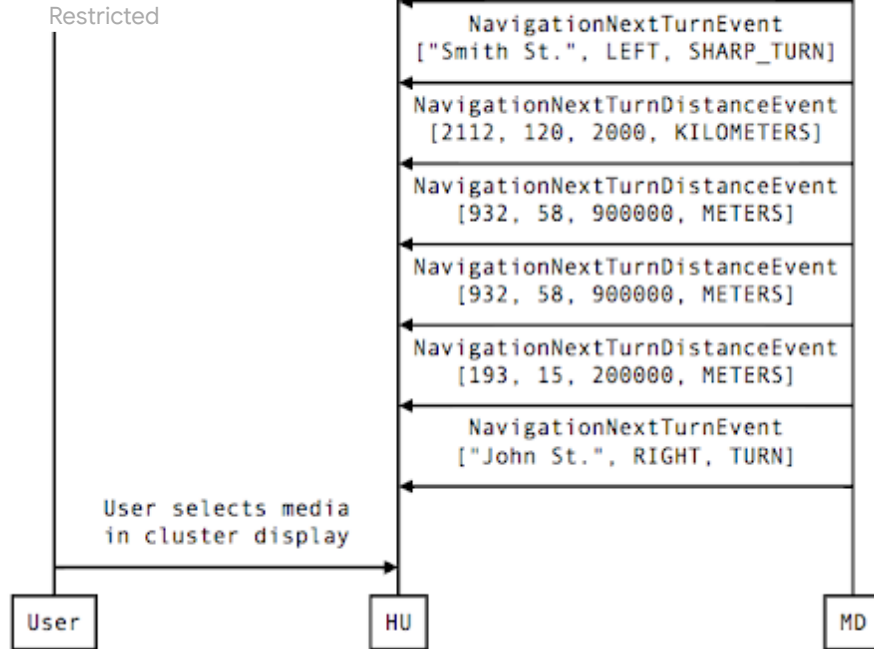 Restricted
NavigationNextTurnEvent
["Smith St.", LEFT, SHARP_TURN]
NavigationNextTurnDistanceEvent
[2112, 120, 2000, KILOMETERS]
NavigationNextTurnDistanceEvent
[932, 58, 900000, METERS]
NavigationNextTurnDistanceEvent
[932, 58, 900000, METERS]
NavigationNextTurnDistanceEvent
[193, 15, 200000, METERS]
NavigationNextTurnEvent
["John St.", RIGHT, TURN]
User selects media
in cluster display
User
HU
MD